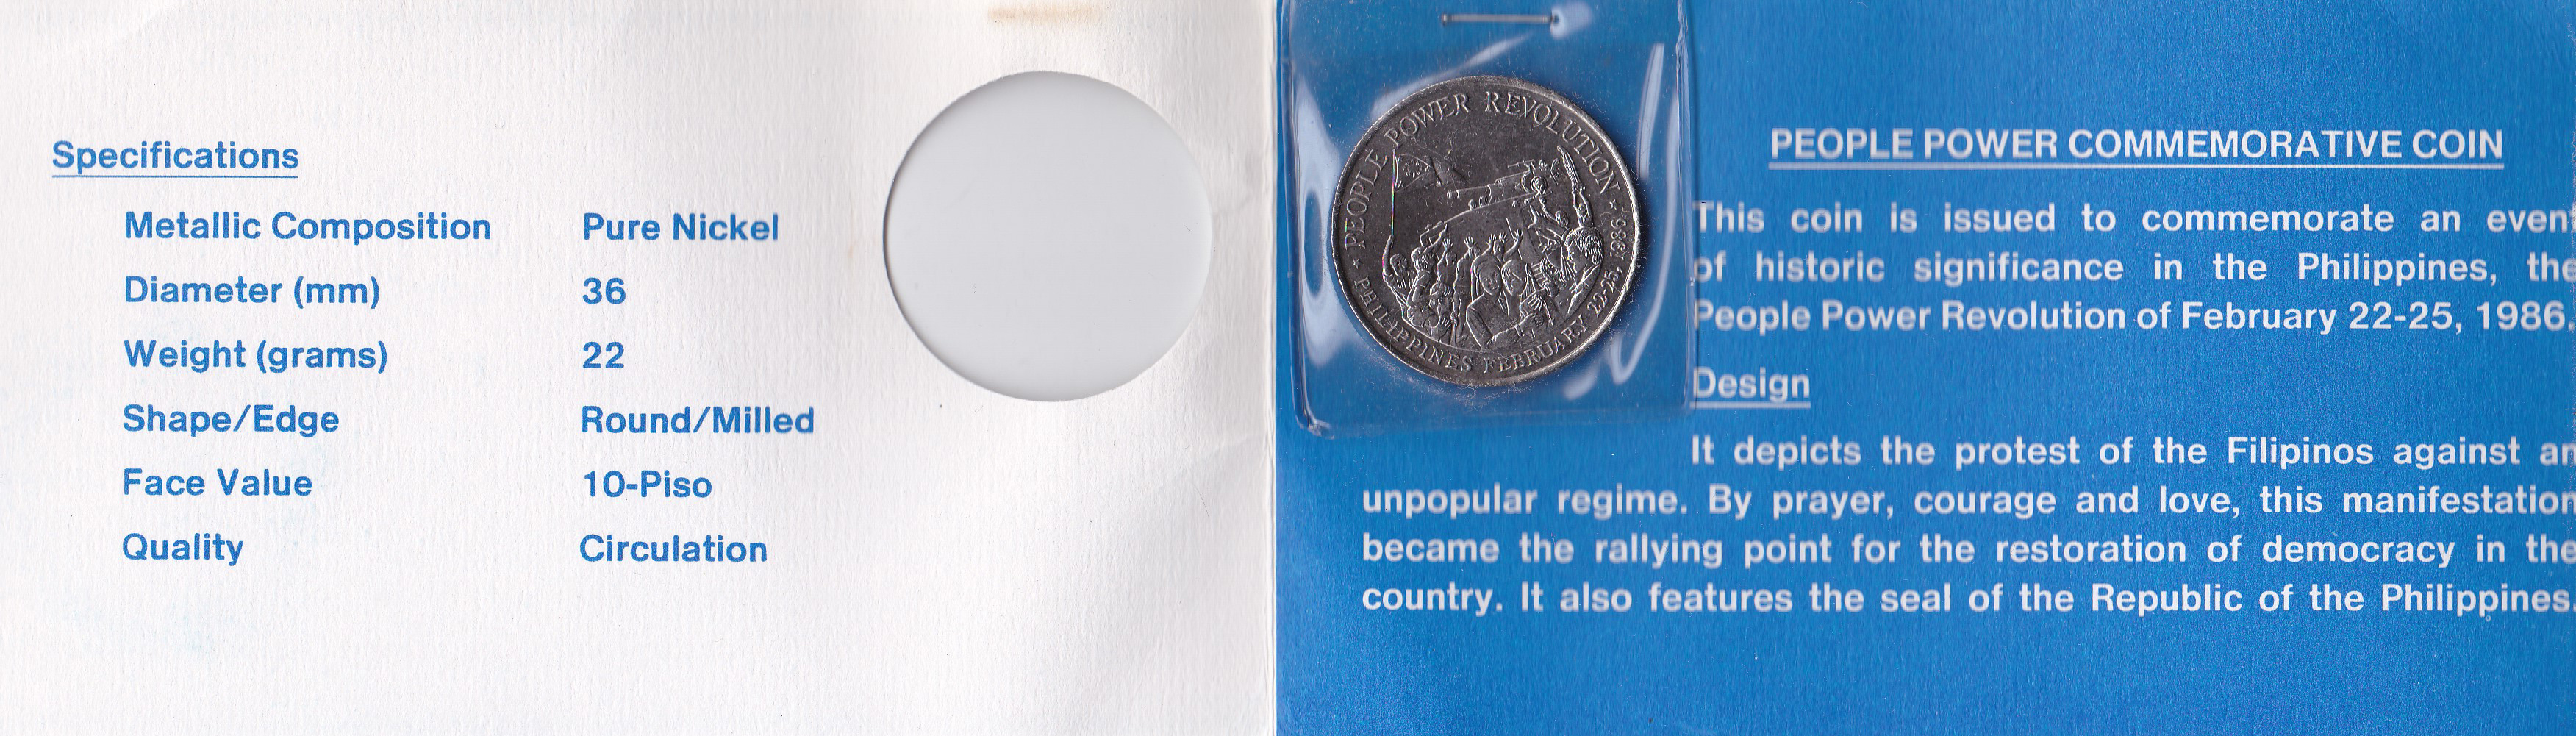 Specifications
Metallic Composition Pure Nickel
Diameter (mm) 36
Weight (grams) 22
Shape/Edge Round/Milled
Face Value 10-Piso
Quality Circulation
PEOPLE POWER REVOLUTION
* PHILIPPINES FEBRUARY 22-25, 1986 *
PEOPLE POWER COMMEMORATIVE COIN
This coin is issued to commemorate an event
of historic significance in the Philippines, the
People Power Revolution of February 22-25, 1986.
Design
It depicts the protest of the Filipinos against an
unpopular regime. By prayer, courage and love, this manifestation
became the rallying point for the restoration of democracy in the
country. It also features the seal of the Republic of the Philippines.